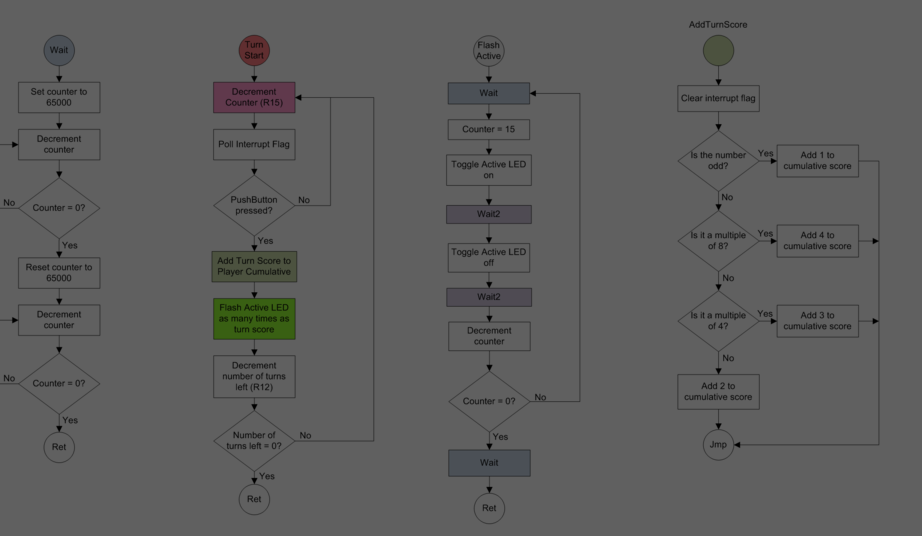 Wait
Set counter to
65000
Decrement
counter
Counter = 0?
No
Yes
Reset counter to
65000
Decrement
counter
Counter = 0?
No
Yes
Ret
Turn
Start
Decrement
Counter (R15)
Poll Interrupt Flag
PushButton
pressed?
No
Yes
Add Turn Score to
Player Cumulative
Flash Active LED
as many times as
turn score
Decrement
number of turns
left (R12)
Number of
turns left = 0?
No
Yes
Ret
Flash
Active
Wait
Counter = 15
Toggle Active LED
on
Wait2
Toggle Active LED
off
Wait2
Decrement
counter
Counter = 0?
No
Yes
Wait
Ret
AddTurnScore
Clear interrupt flag
Is the number
odd?
Yes
Add 1 to
cumulative score
No
Is it a multiple
of 8?
Yes
Add 4 to
cumulative score
No
Is it a multiple
of 4?
Yes
Add 3 to
cumulative score
No
Add 2 to
cumulative score
Jmp